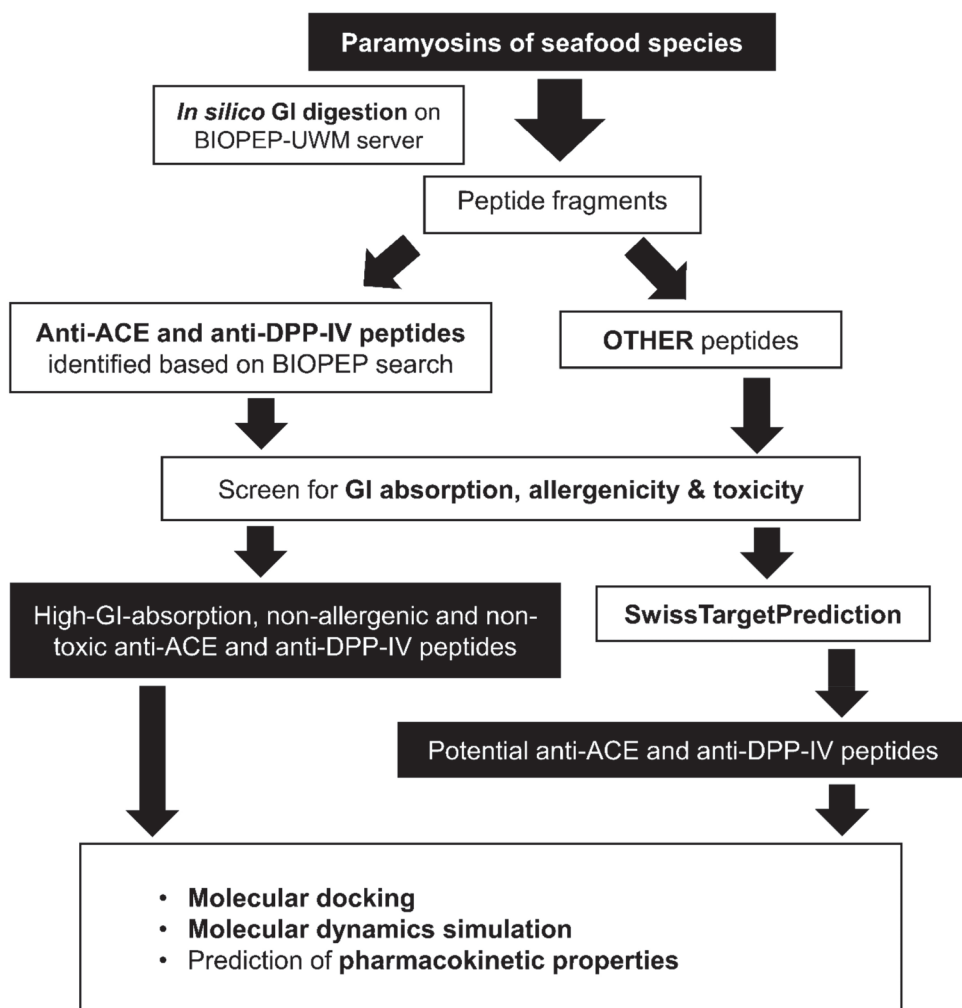 Paramyosins of seafood species
In silico GI digestion on
BIOPEP-UWM server
Peptide fragments
Anti-ACE and anti-DPP-IV peptides
identified based on BIOPEP search
OTHER peptides
Screen for GI absorption, allergenicity & toxicity
High-GI-absorption, non-allergenic and non-
toxic anti-ACE and anti-DPP-IV peptides
SwissTargetPrediction
Potential anti-ACE and anti-DPP-IV peptides
• Molecular docking
• Molecular dynamics simulation
• Prediction of pharmacokinetic properties